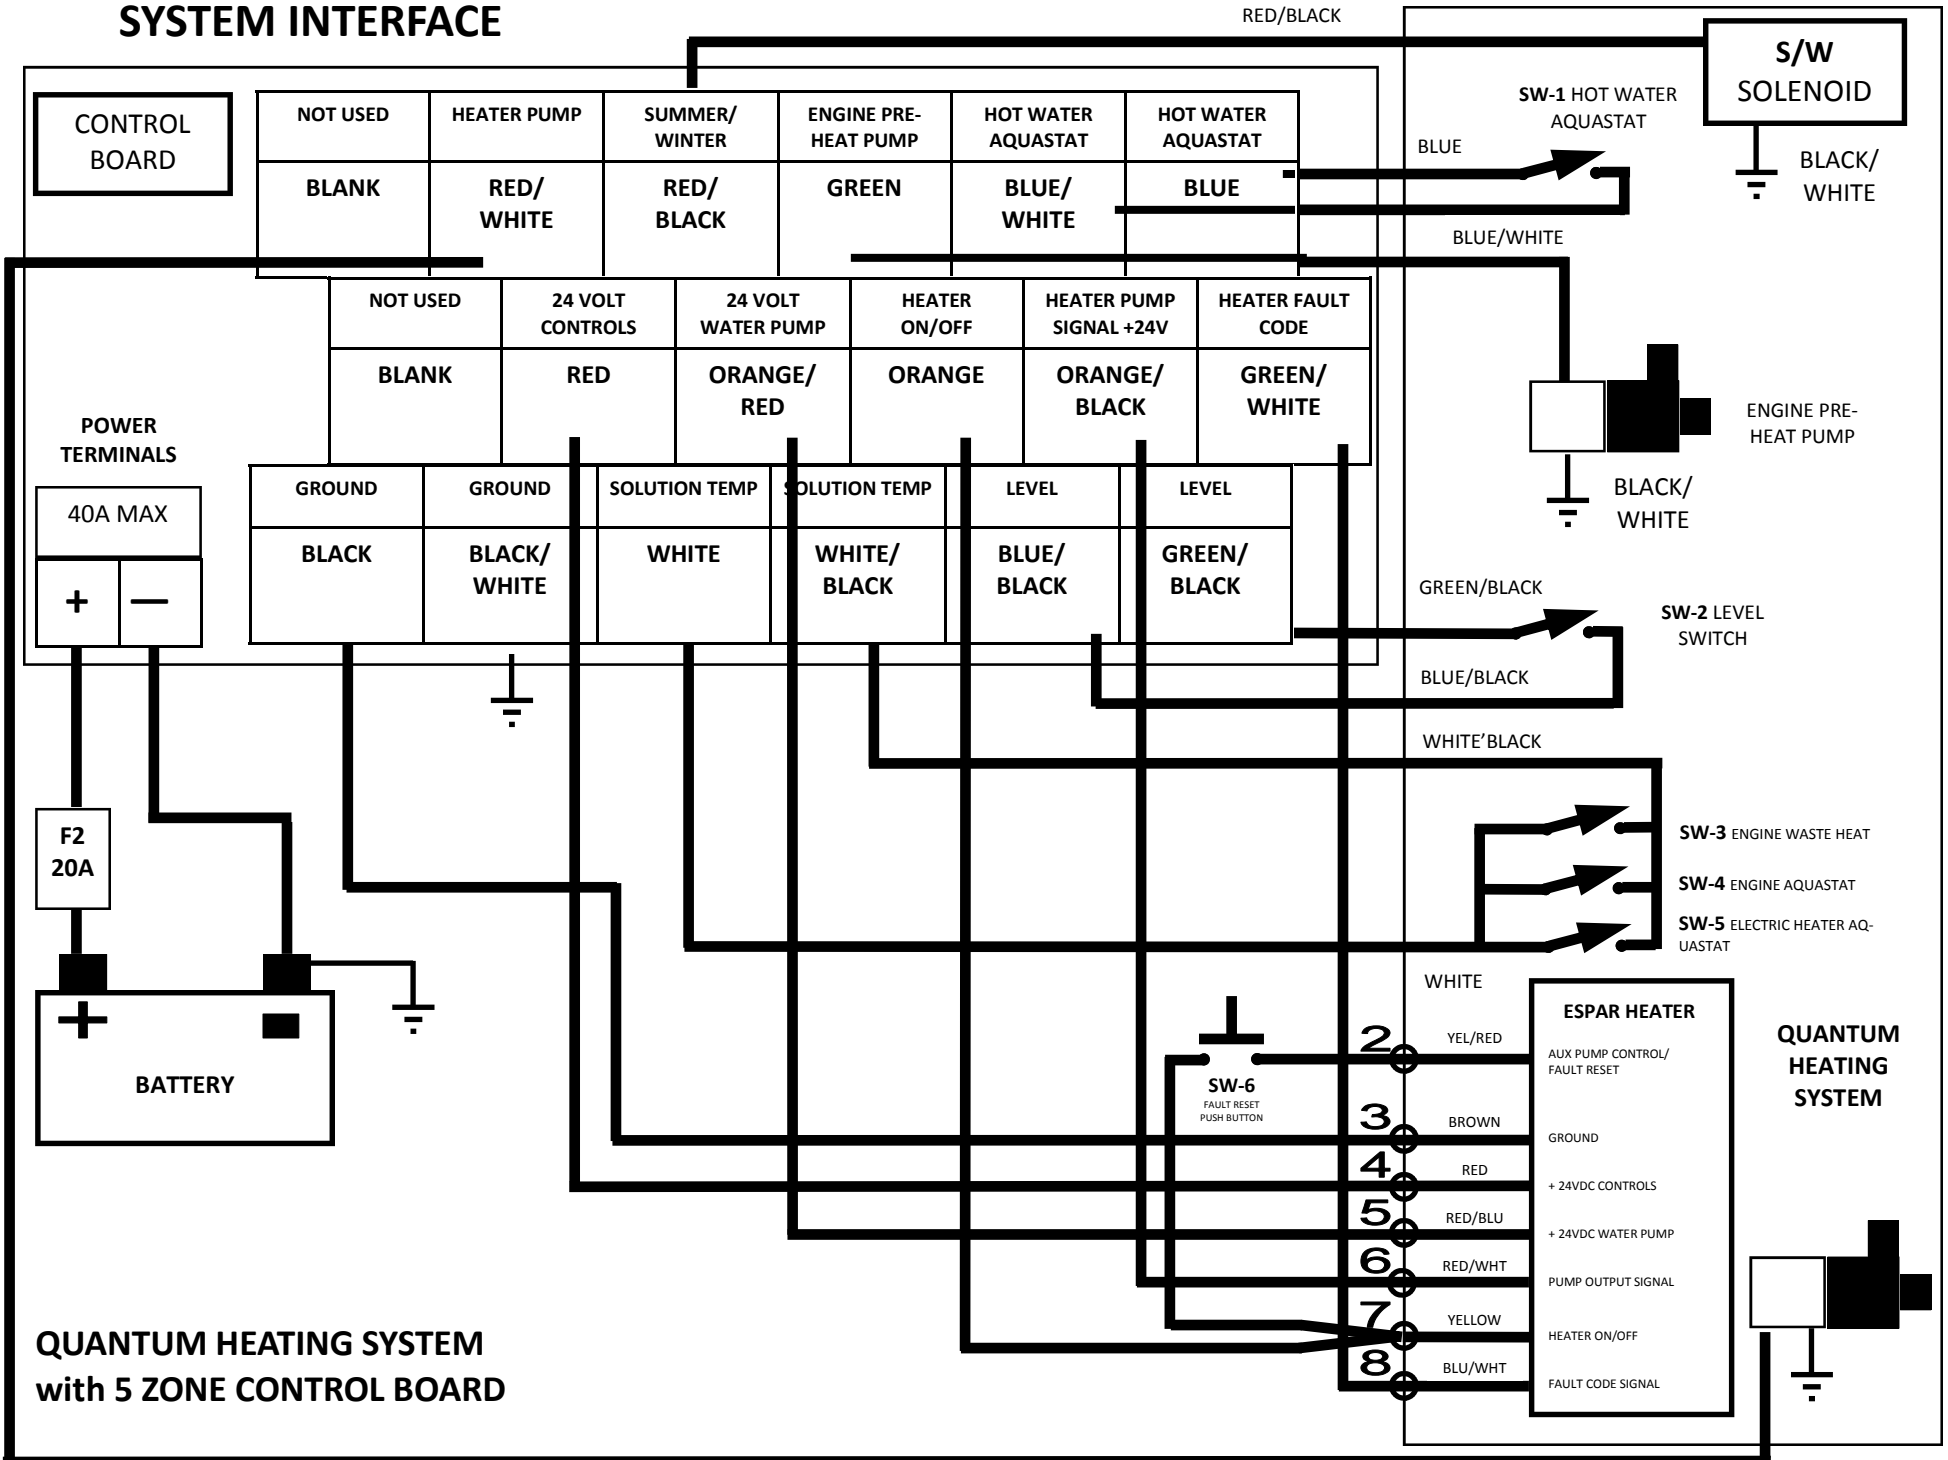 SYSTEM INTERFACE
RED/BLACK
S/W
SOLENOID
BLACK/
WHITE
CONTROL
BOARD
NOT USED
BLANK
HEATER PUMP
RED/
WHITE
SUMMER/
WINTER
RED/
BLACK
ENGINE PRE-
HEAT PUMP
GREEN
HOT WATER
AQUASTAT
BLUE/
WHITE
HOT WATER
AQUASTAT
BLUE
SW-1 HOT WATER
AQUASTAT
BLUE
BLUE/WHITE
NOT USED
BLANK
24 VOLT
CONTROLS
RED
24 VOLT
WATER PUMP
ORANGE/
RED
HEATER
ON/OFF
ORANGE
HEATER PUMP
SIGNAL +24V
ORANGE/
BLACK
HEATER FAULT
CODE
GREEN/
WHITE
ENGINE PRE-
HEAT PUMP
BLACK/
WHITE
POWER
TERMINALS
40A MAX
+
—
GROUND
BLACK
GROUND
BLACK/
WHITE
SOLUTION TEMP
WHITE
SOLUTION TEMP
WHITE/
BLACK
LEVEL
BLUE/
BLACK
LEVEL
GREEN/
BLACK
GREEN/BLACK
SW-2 LEVEL
SWITCH
BLUE/BLACK
WHITE'BLACK
F2
20A
SW-3 ENGINE WASTE HEAT
SW-4 ENGINE AQUASTAT
SW-5 ELECTRIC HEATER AQ-
UASTAT
WHITE
BATTERY
SW-6
FAULT RESET
PUSH BUTTON
2
YEL/RED
3
BROWN
4
RED
5
RED/BLU
6
RED/WHT
7
YELLOW
8
BLU/WHT
ESPAR HEATER
AUX PUMP CONTROL/
FAULT RESET
GROUND
+ 24VDC CONTROLS
+ 24VDC WATER PUMP
PUMP OUTPUT SIGNAL
HEATER ON/OFF
FAULT CODE SIGNAL
QUANTUM
HEATING
SYSTEM
QUANTUM HEATING SYSTEM
with 5 ZONE CONTROL BOARD